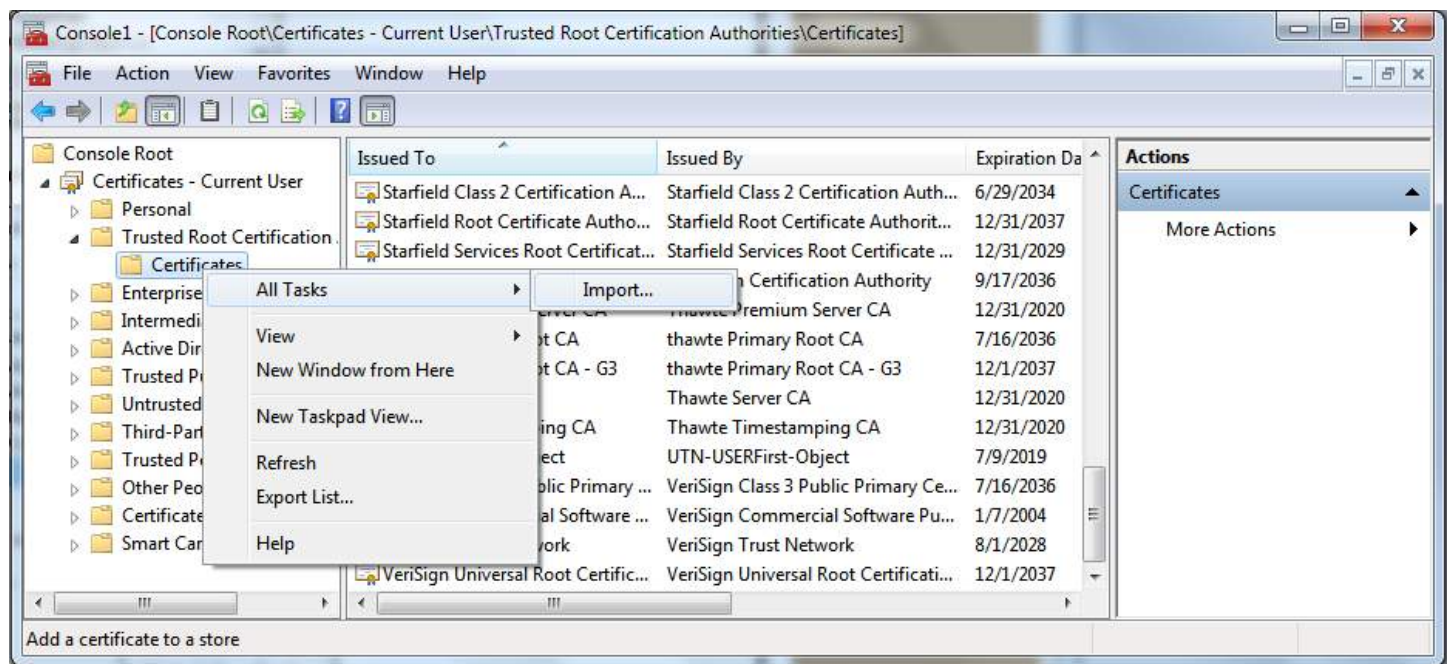 Console1 - [Console Root\Certificates - Current User\Trusted Root Certification Authorities\Certificates]
File Action View Favorites Window Help
Console Root
Certificates - Current User
Personal
Trusted Root Certification
Certificates
Enterprise
Intermedi
Active Dir
Trusted P
Untrusted
Third-Part
Trusted P
Other Peo
Certificate
Smart Car
All Tasks
Import...
View
New Window from Here
New Taskpad View...
Refresh
Export List...
Help
Issued To Issued By Expiration Da
Starfield Class 2 Certification A... Starfield Class 2 Certification Auth... 6/29/2034
Starfield Root Certificate Autho... Starfield Root Certificate Authorit... 12/31/2037
Starfield Services Root Certificat... Starfield Services Root Certificate ... 12/31/2029
Certification Authority 9/17/2036
Premium Server CA 12/31/2020
ot CA thawte Primary Root CA 7/16/2036
ot CA - G3 thawte Primary Root CA - G3 12/1/2037
Thawte Server CA 12/31/2020
ing CA Thawte Timestamping CA 12/31/2020
ect UTN-USERFirst-Object 7/9/2019
blic Primary ... VeriSign Class 3 Public Primary Ce... 7/16/2036
al Software ... VeriSign Commercial Software Pu... 1/7/2004
vork VeriSign Trust Network 8/1/2028
VeriSign Universal Root Certific... VeriSign Universal Root Certificati... 12/1/2037
Actions
Certificates
More Actions
Add a certificate to a store